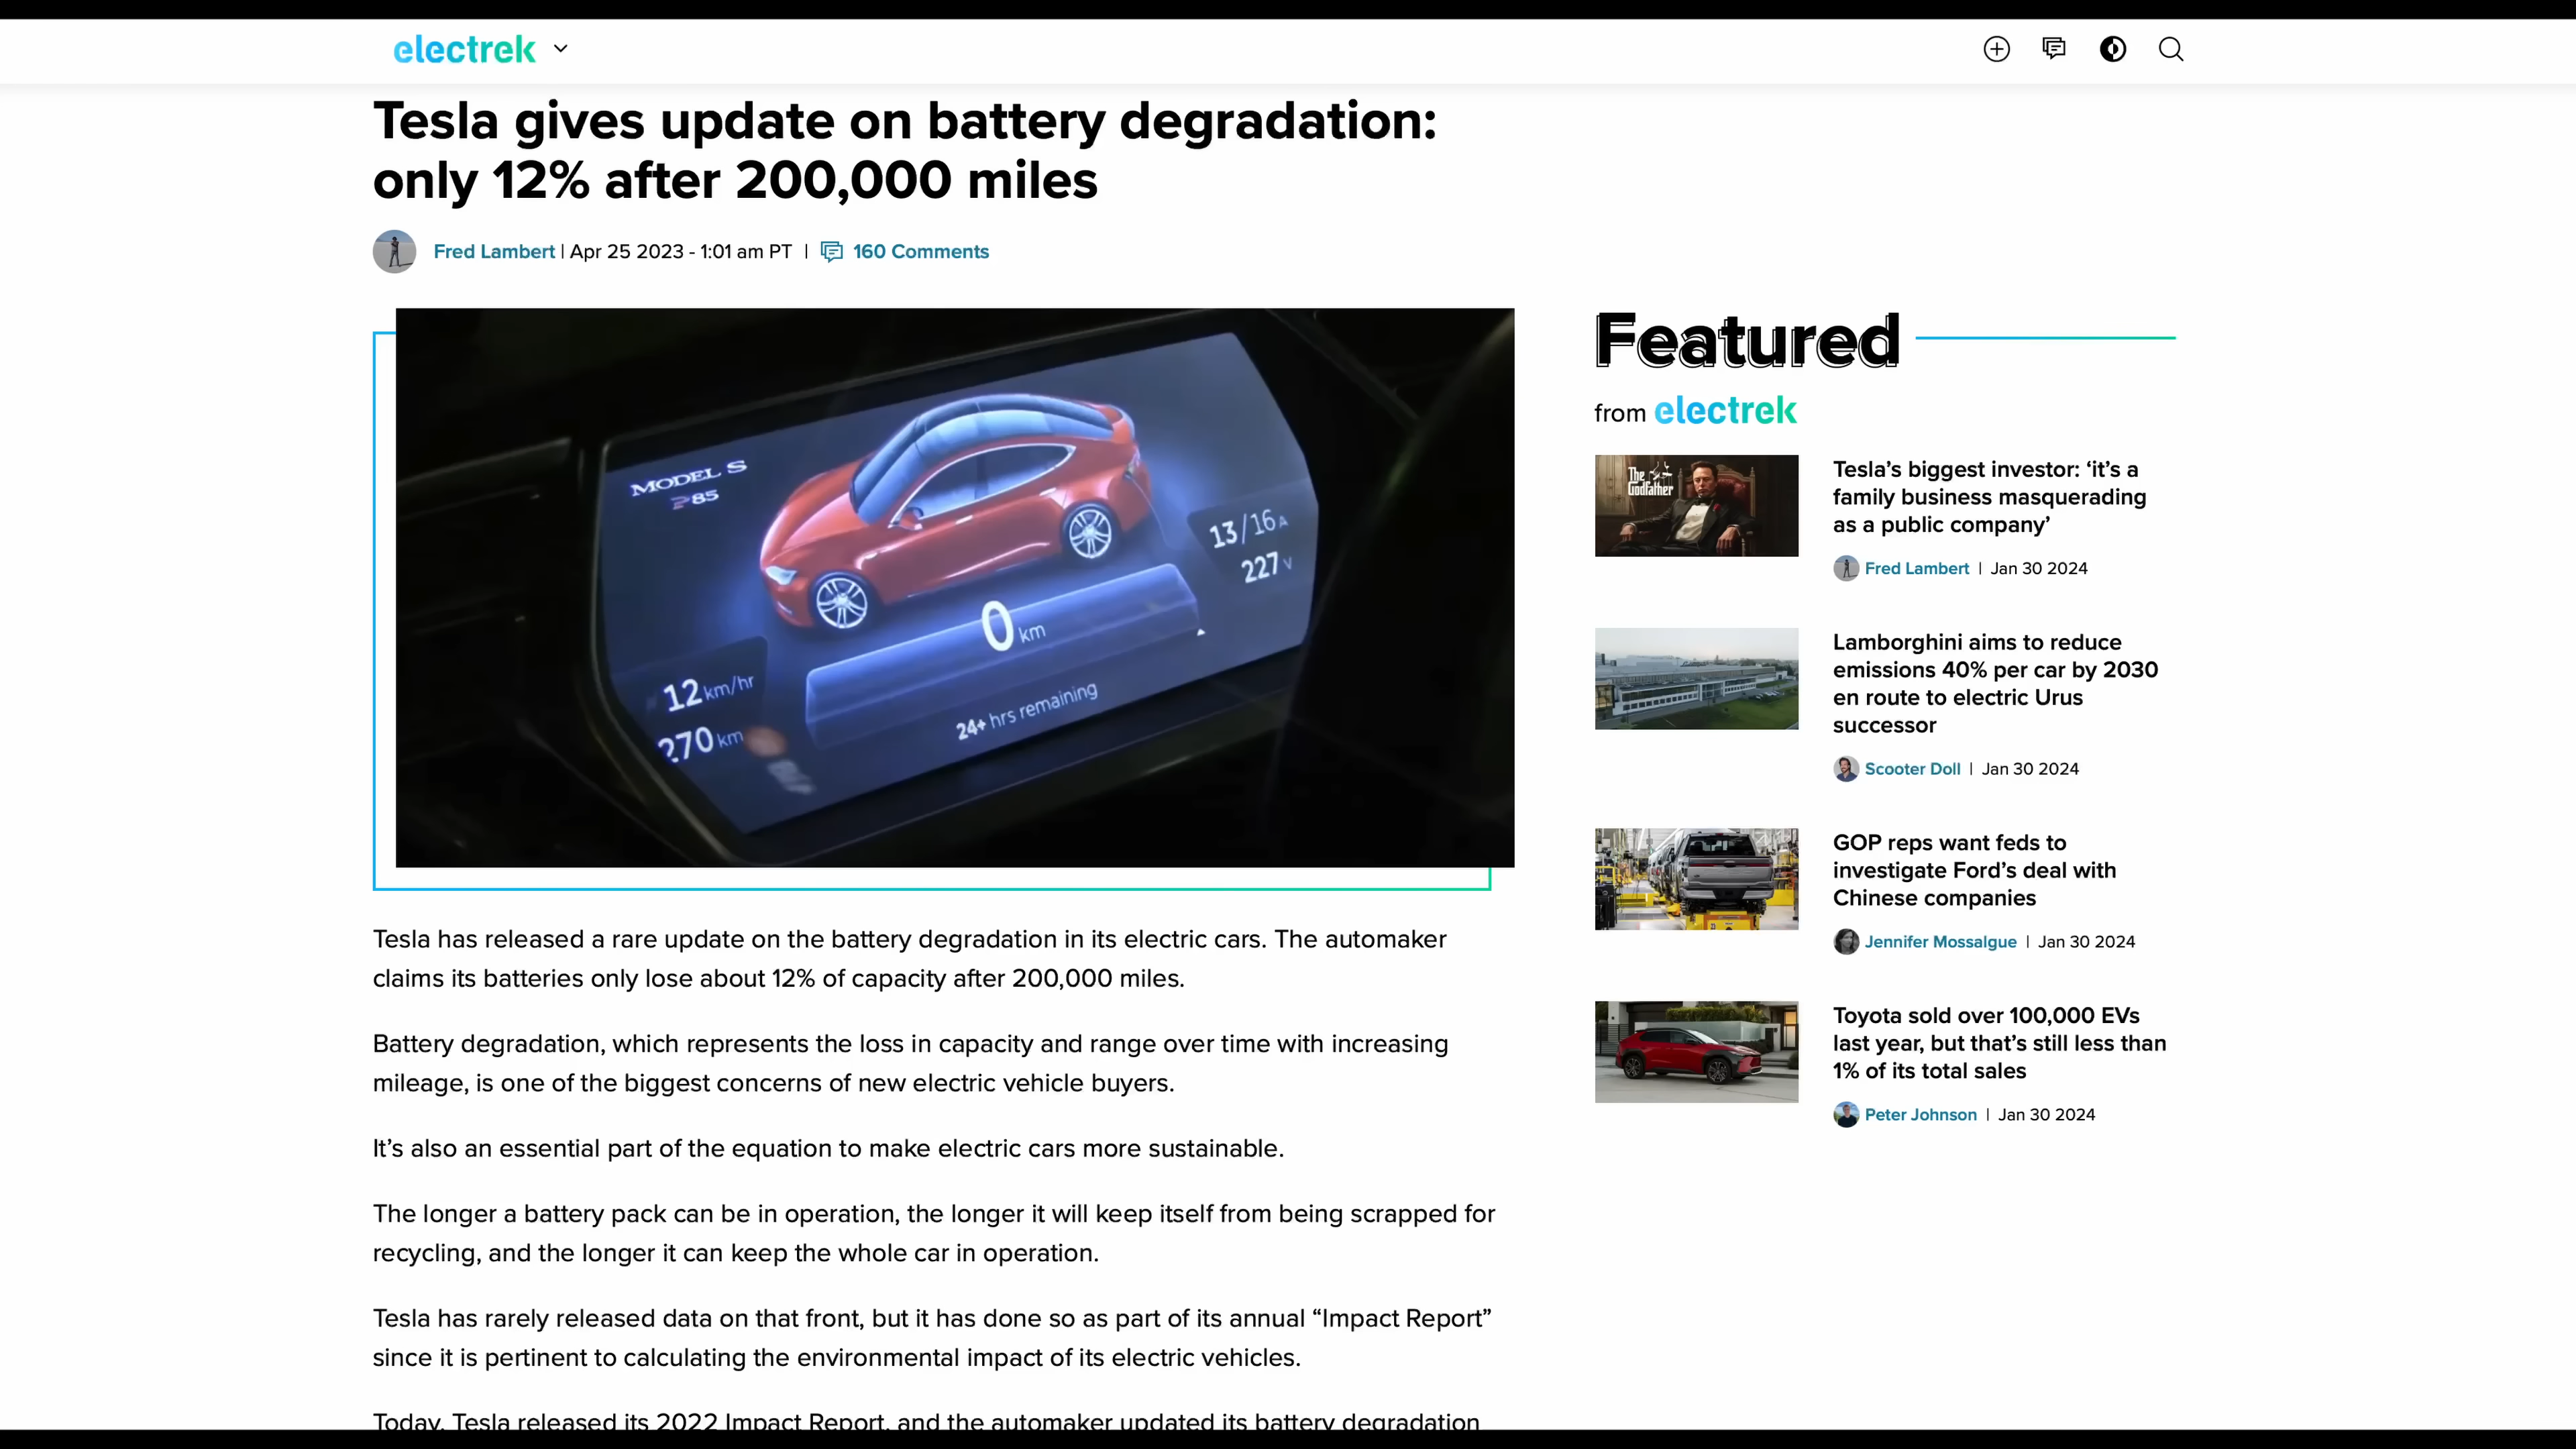 electrek
Tesla gives update on battery degradation:
only 12% after 200,000 miles
Fred Lambert | Apr 25 2023 - 1:01 am PT | 160 Comments
MODEL S
P85
13/16 A
227 V
0 km
12 km/hr
270 km
24+ hrs remaining
Tesla has released a rare update on the battery degradation in its electric cars. The automaker
claims its batteries only lose about 12% of capacity after 200,000 miles.
Battery degradation, which represents the loss in capacity and range over time with increasing
mileage, is one of the biggest concerns of new electric vehicle buyers.
It’s also an essential part of the equation to make electric cars more sustainable.
The longer a battery pack can be in operation, the longer it will keep itself from being scrapped for
recycling, and the longer it can keep the whole car in operation.
Tesla has rarely released data on that front, but it has done so as part of its annual “Impact Report”
since it is pertinent to calculating the environmental impact of its electric vehicles.
Today, Tesla released its 2022 Impact Report, and the automaker updated its battery degradation
Featured
from electrek
The
Godfather
Tesla’s biggest investor: ‘it’s a
family business masquerading
as a public company’
Fred Lambert | Jan 30 2024
Lamborghini aims to reduce
emissions 40% per car by 2030
en route to electric Urus
successor
Scooter Doll | Jan 30 2024
GOP reps want feds to
investigate Ford’s deal with
Chinese companies
Jennifer Mossalgue | Jan 30 2024
Toyota sold over 100,000 EVs
last year, but that’s still less than
1% of its total sales
Peter Johnson | Jan 30 2024